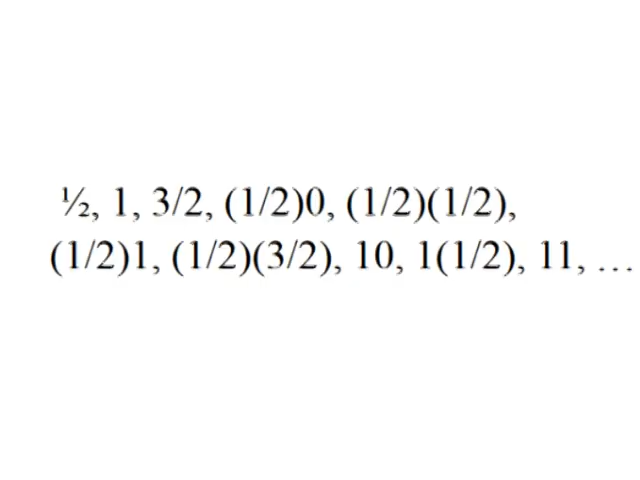 ½, 1, 3/2, (1/2)0, (1/2)(1/2),
(1/2)1, (1/2)(3/2), 10, 1(1/2), 11, …